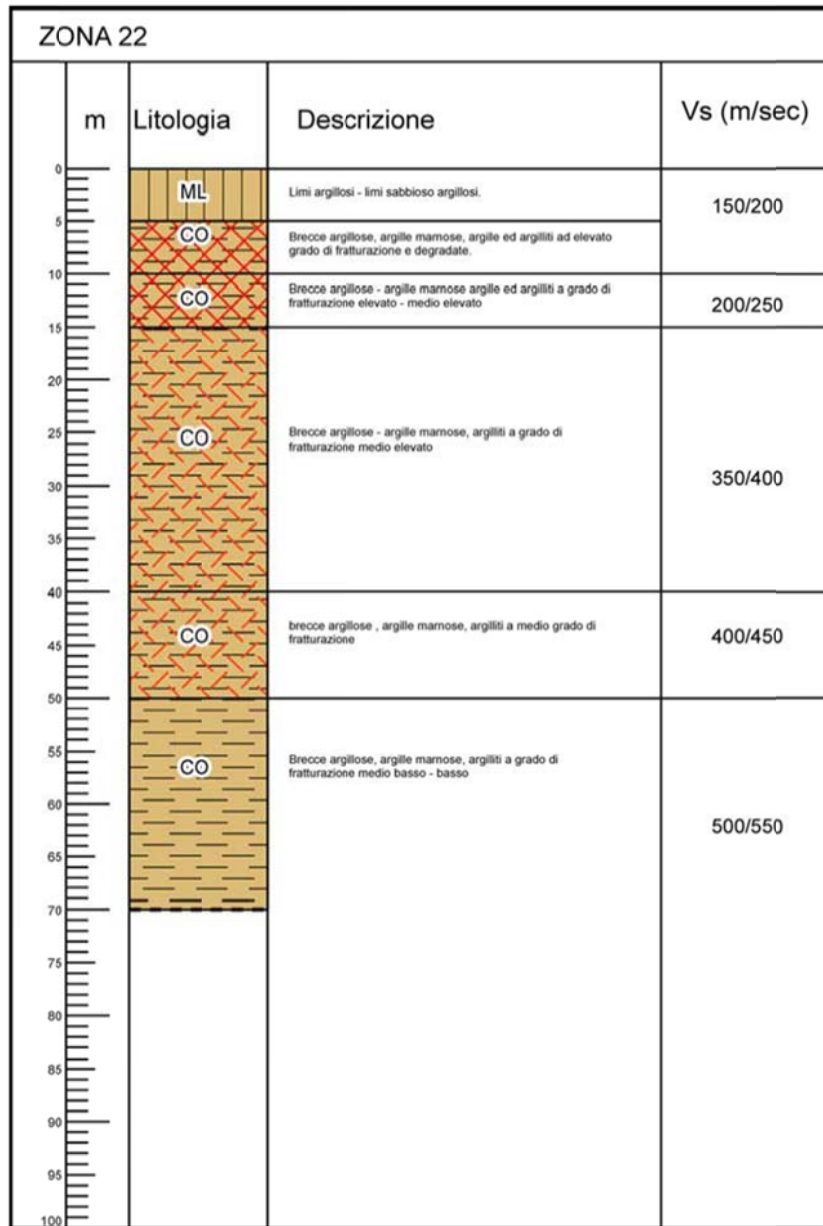 ZONA 22
m
Litologia
Descrizione
Vs (m/sec)
0
ML
Limi argillosi - limi sabbioso argillosi.
150/200
5
CO
Brecce argillose, argille marnose, argille ed argilliti ad elevato
grado di fratturazione e degradate.
10
CO
Brecce argillose - argille marnose argille ed argilliti a grado di
fratturazione elevato - medio elevato
200/250
15
20
25
CO
Brecce argillose - argille marnose, argilliti a grado di
fratturazione medio elevato
350/400
30
35
40
45
CO
brecce argillose , argille marnose, argilliti a medio grado di
fratturazione
400/450
50
55
CO
Brecce argillose, argille marnose, argilliti a grado di
fratturazione medio basso - basso
500/550
60
65
70
75
80
85
90
95
100